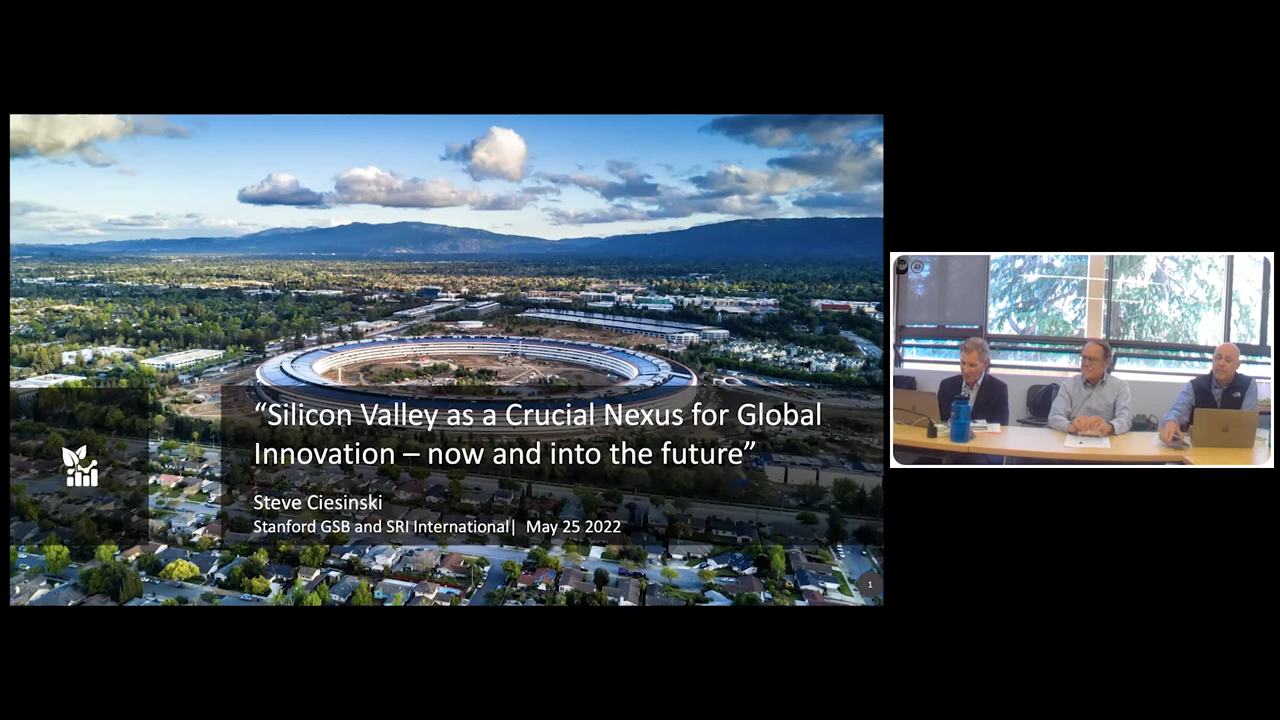 “Silicon Valley as a Crucial Nexus for Global
Innovation – now and into the future”
Steve Ciesinski
Stanford GSB and SRI International| May 25 2022
1